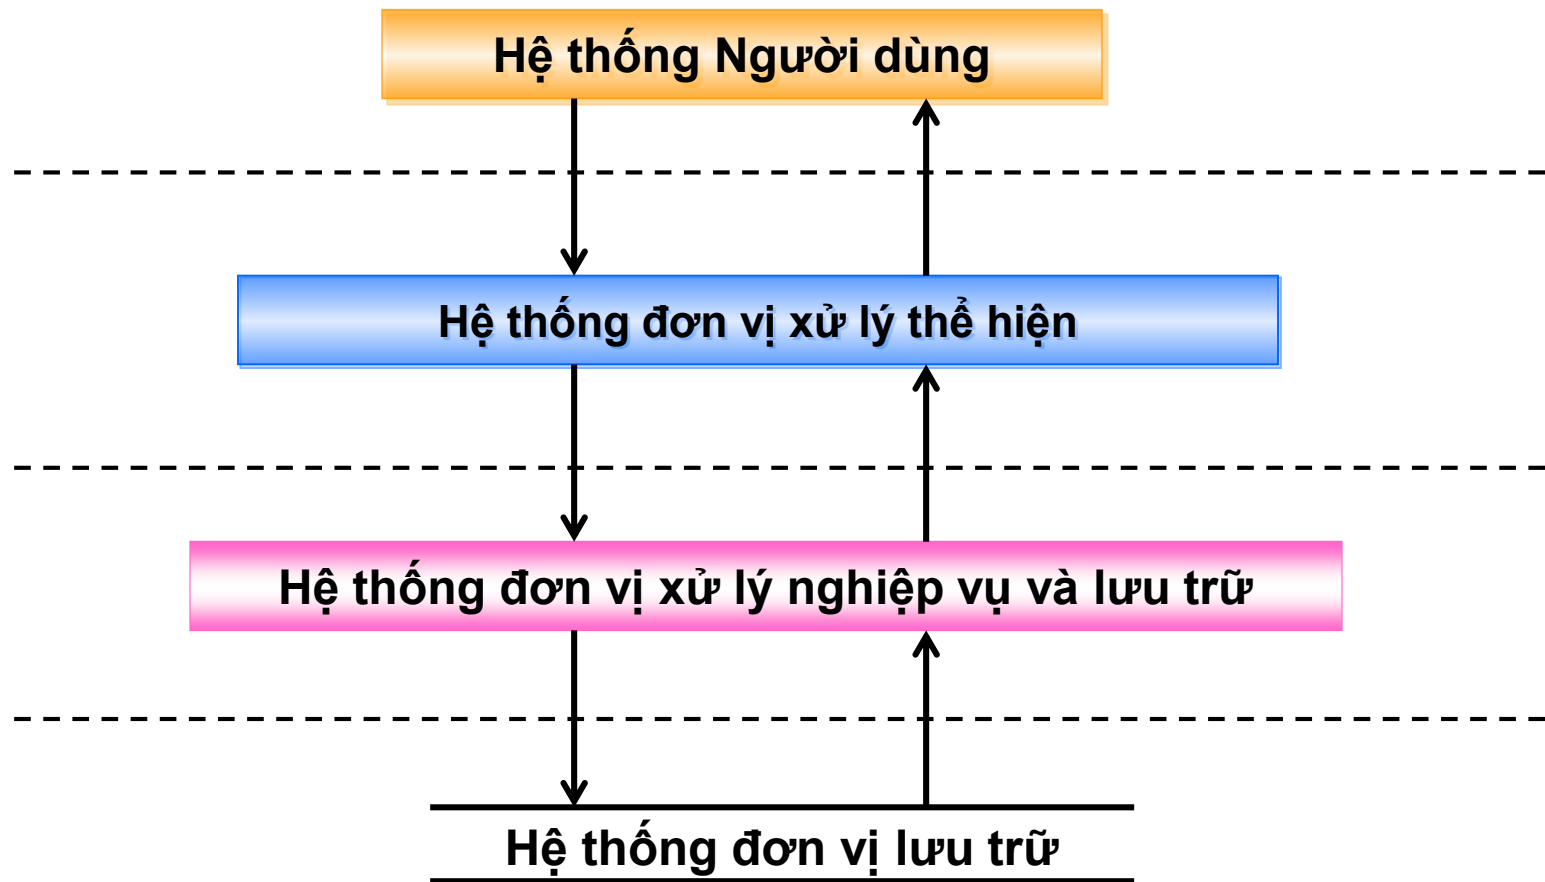 Hệ thống Người dùng
Hệ thống đơn vị xử lý thể hiện
Hệ thống đơn vị xử lý nghiệp vụ và lưu trữ
Hệ thống đơn vị lưu trữ